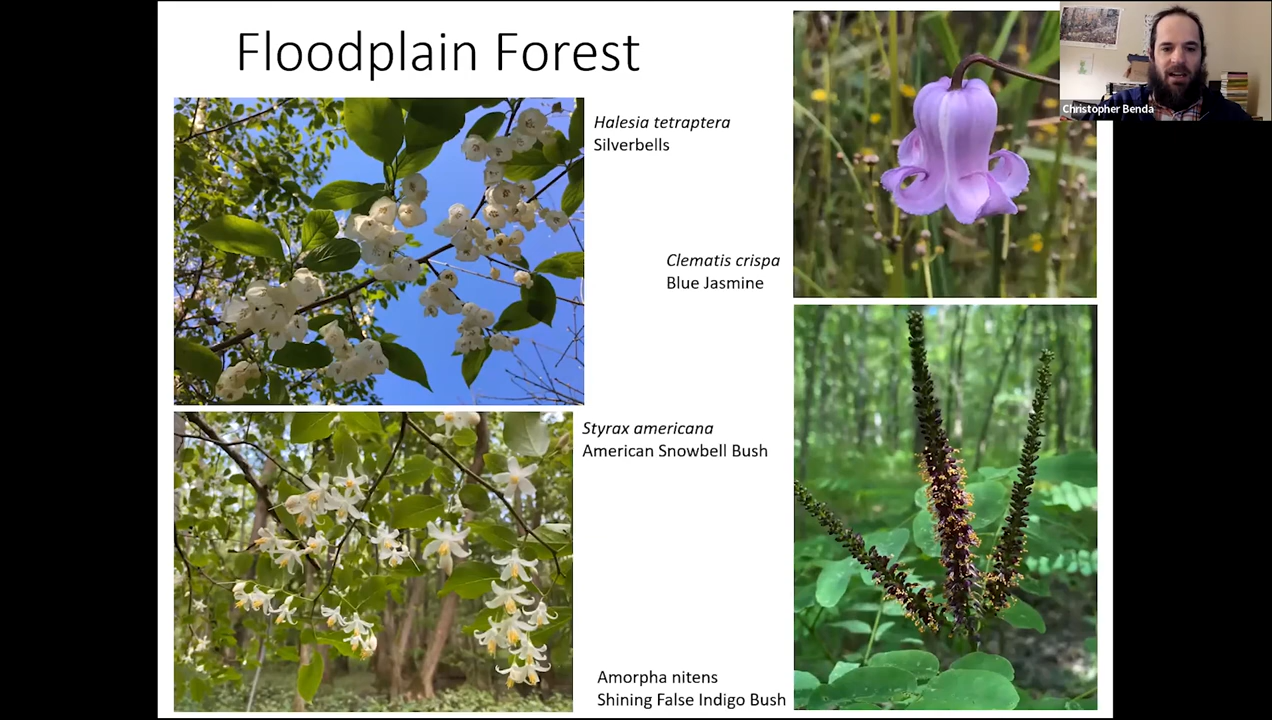 Floodplain Forest
Halesia tetraptera
Silverbells
Christopher Benda
Clematis crispa
Blue Jasmine
Styrax americana
American Snowbell Bush
Amorpha nitens
Shining False Indigo Bush